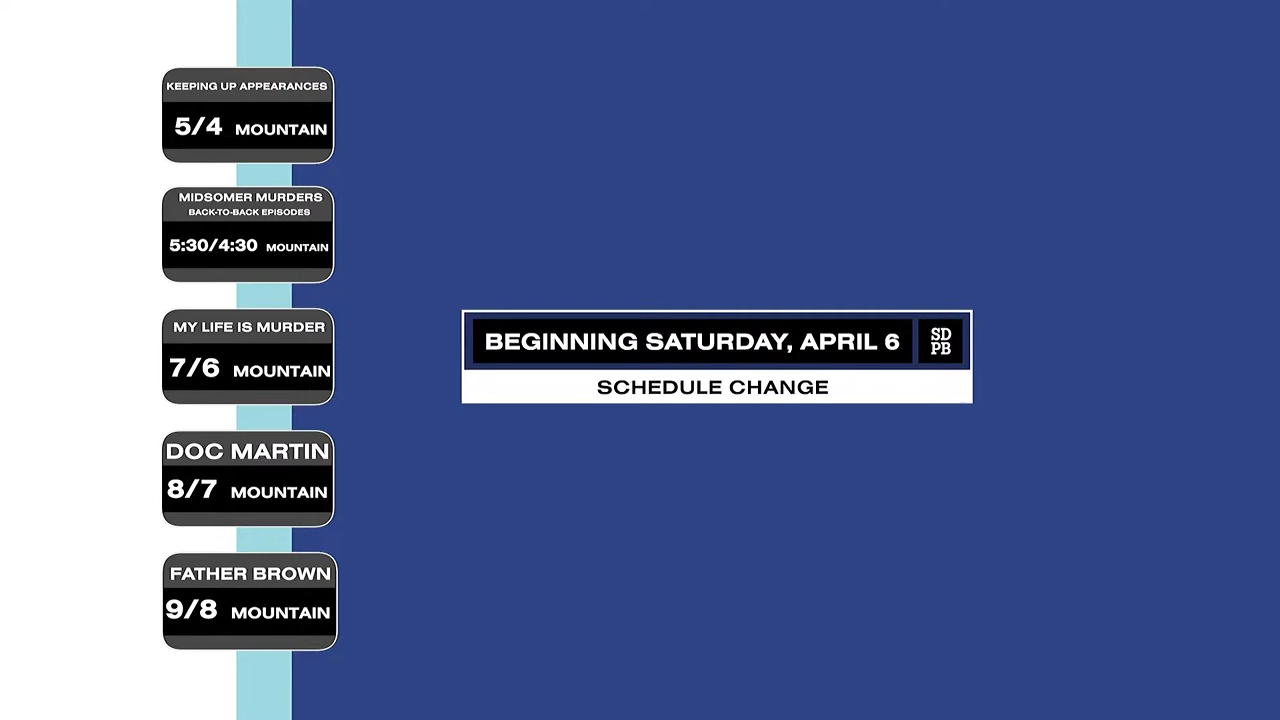 KEEPING UP APPEARANCES
5/4 MOUNTAIN
MIDSOMER MURDERS
BACK-TO-BACK EPISODES
5:30/4:30 MOUNTAIN
MY LIFE IS MURDER
7/6 MOUNTAIN
DOC MARTIN
8/7 MOUNTAIN
FATHER BROWN
9/8 MOUNTAIN
BEGINNING SATURDAY, APRIL 6
SD
PB
SCHEDULE CHANGE